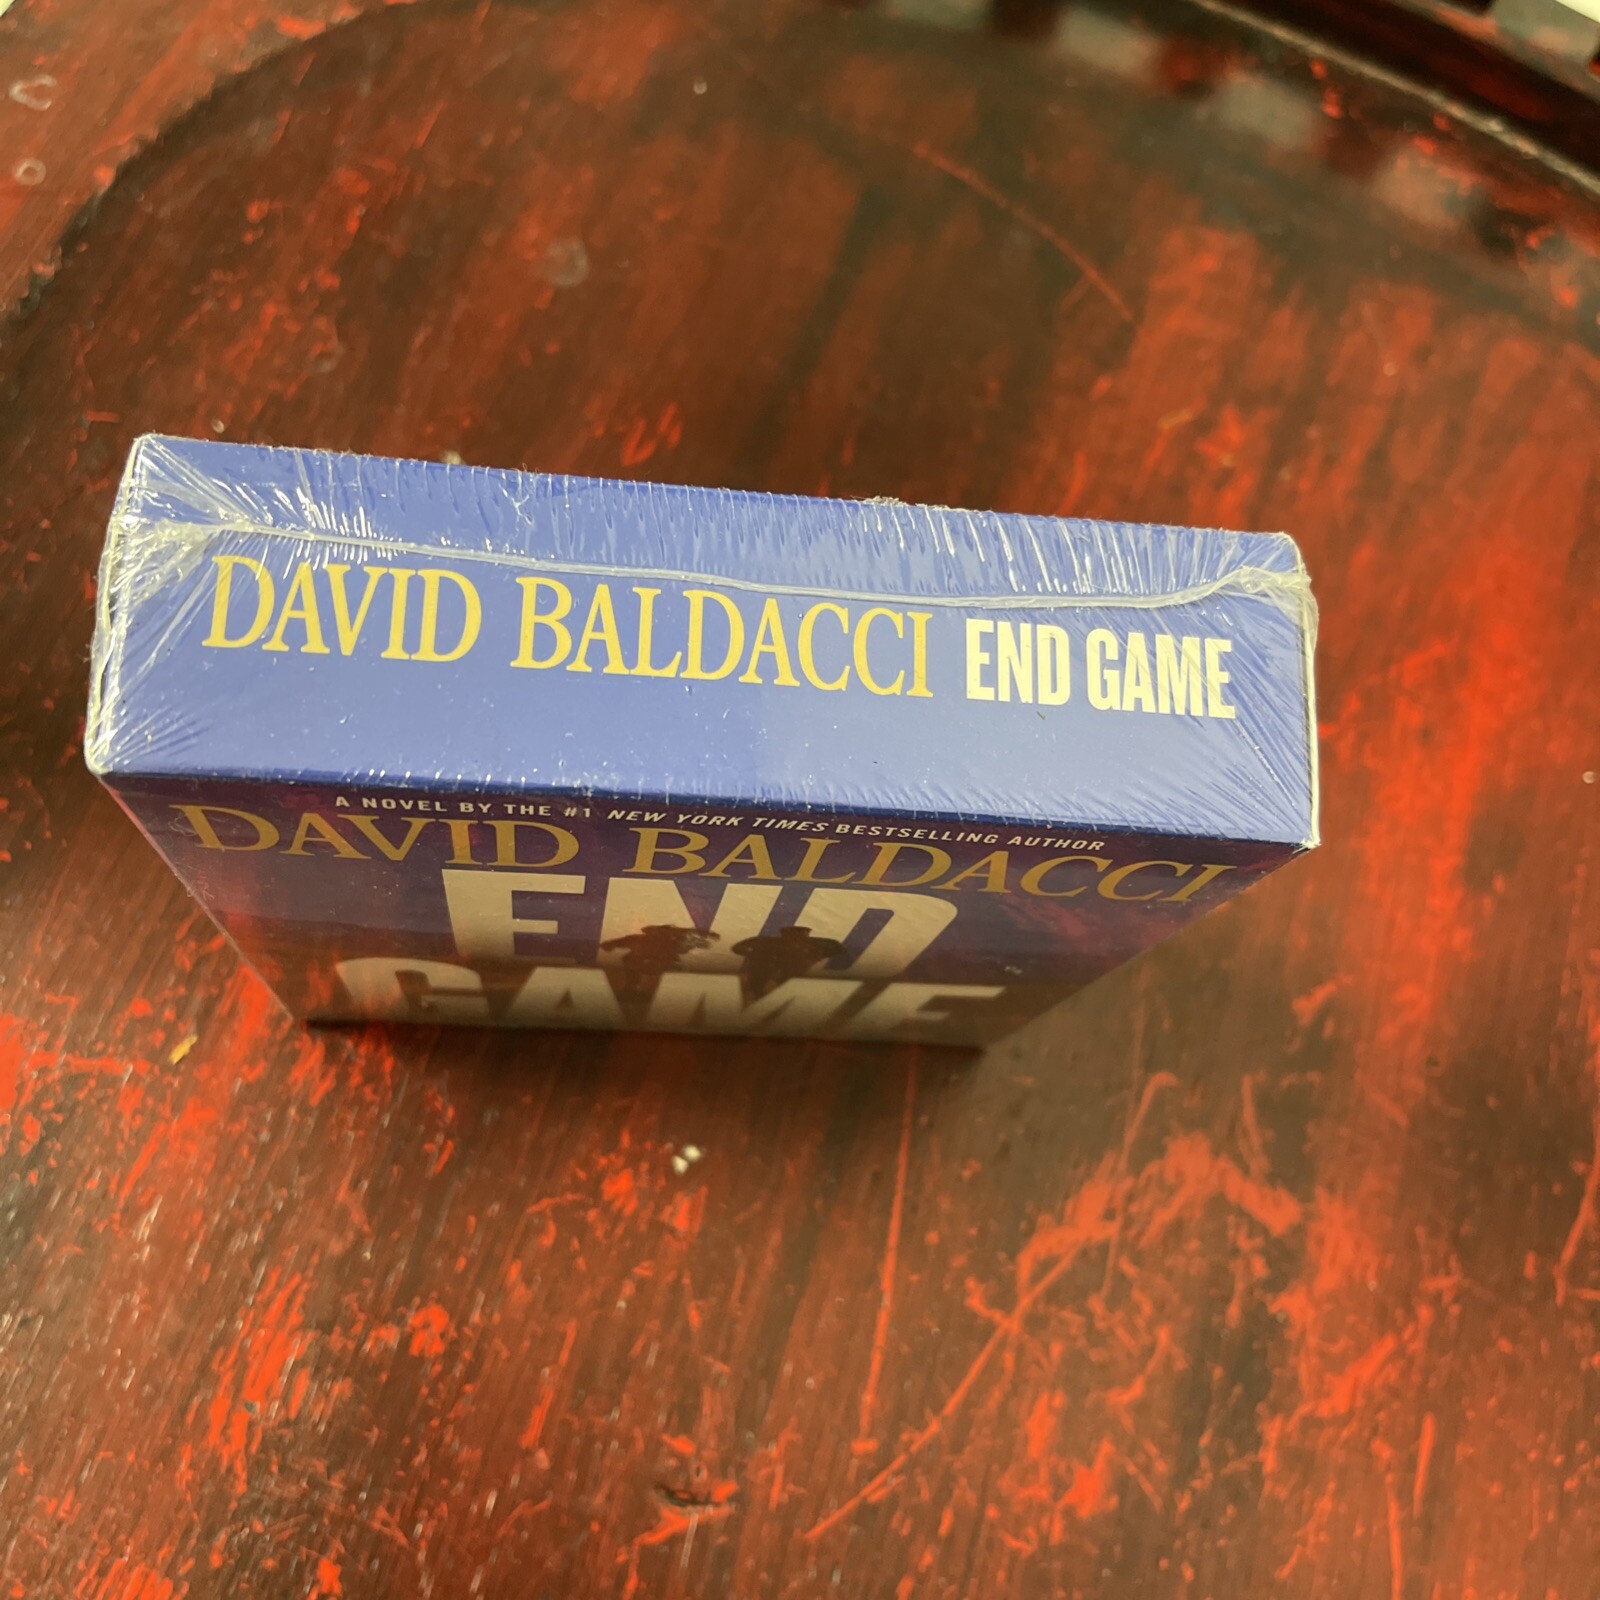 DAVID BALDACCI END GAME
A NOVEL BY THE #1 NEW YORK TIMES BESTSELLING AUTHOR
DAVID BALDACCI
END
GAME